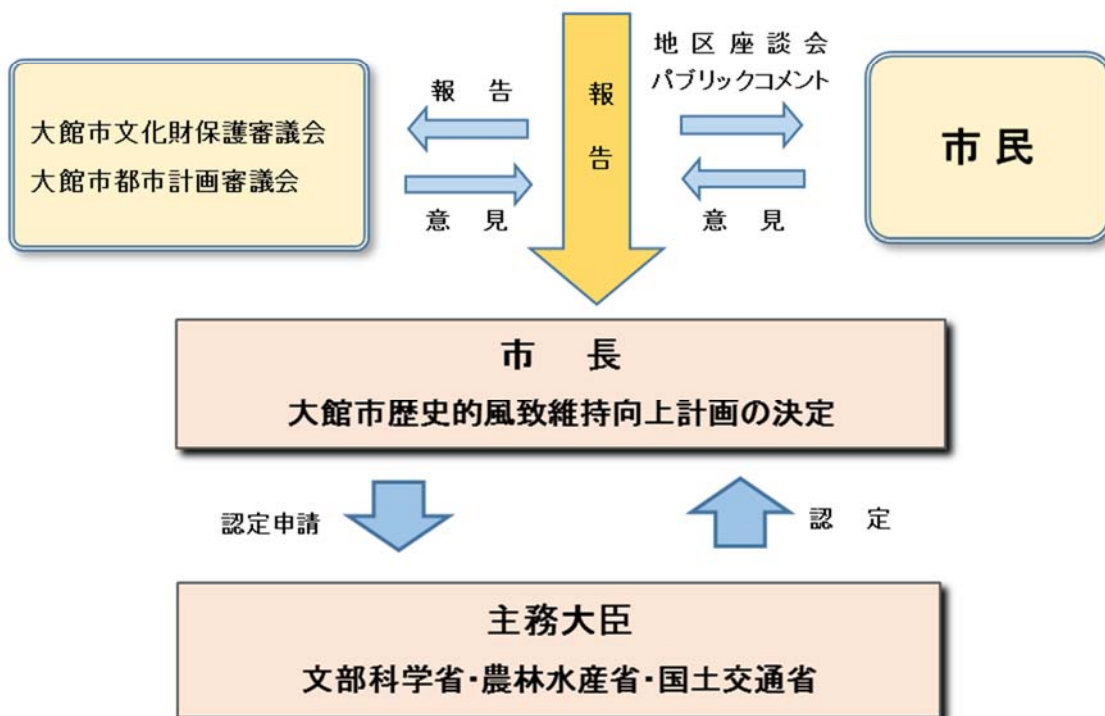 地区座談会
パブリックコメント
報告
報告
大館市文化財保護審議会
大館市都市計画審議会
市民
意見
意見
市長
大館市歴史的風致維持向上計画の決定
認定申請
認定
主務大臣
文部科学省・農林水産省・国土交通省